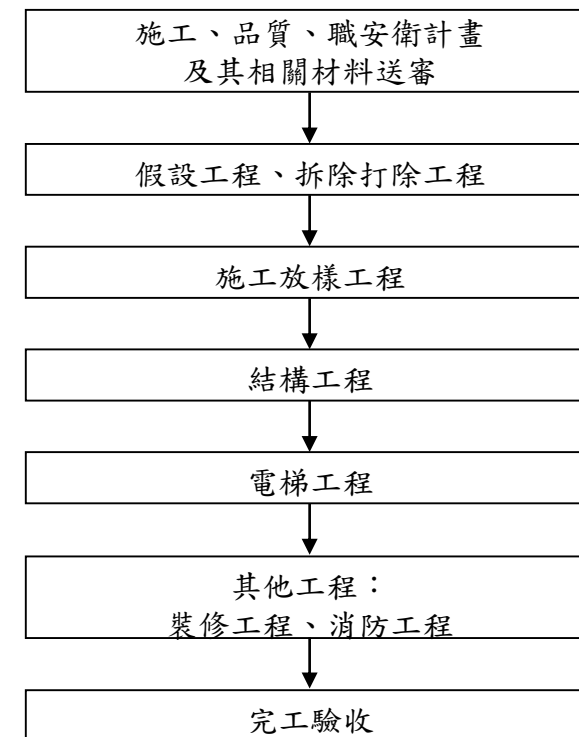 施工、品質、職安衛計畫
及其相關材料送審
假設工程、拆除打除工程
施工放樣工程
結構工程
電梯工程
其他工程：
裝修工程、消防工程
完工驗收